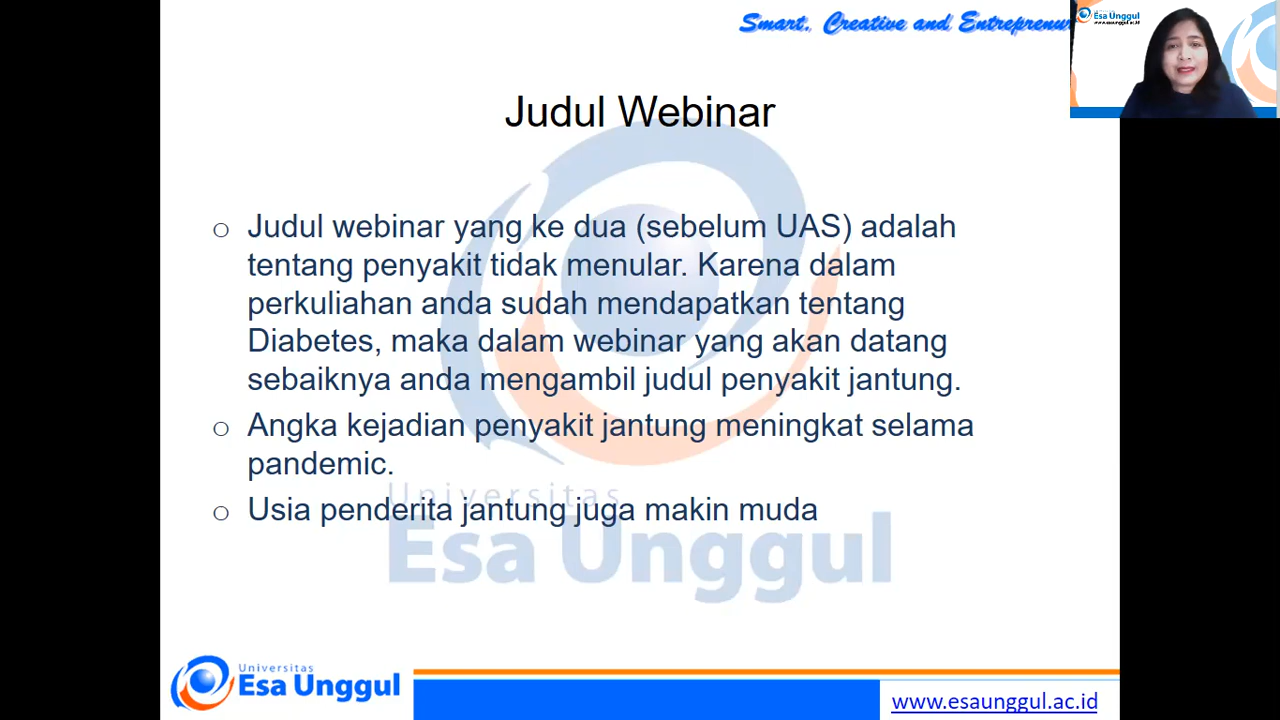 Smart, Creative and Entrepreneu
Esa Unggul
www.esaunggul.ac.id
Judul Webinar
o Judul webinar yang ke dua (sebelum UAS) adalah
tentang penyakit tidak menular. Karena dalam
perkuliahan anda sudah mendapatkan tentang
Diabetes, maka dalam webinar yang akan datang
sebaiknya anda mengambil judul penyakit jantung.
o Angka kejadian penyakit jantung meningkat selama
pandemic.
o Usia penderita jantung juga makin muda
Universitas
Esa Unggul
Universitas
Esa Unggul
www.esaunggul.ac.id